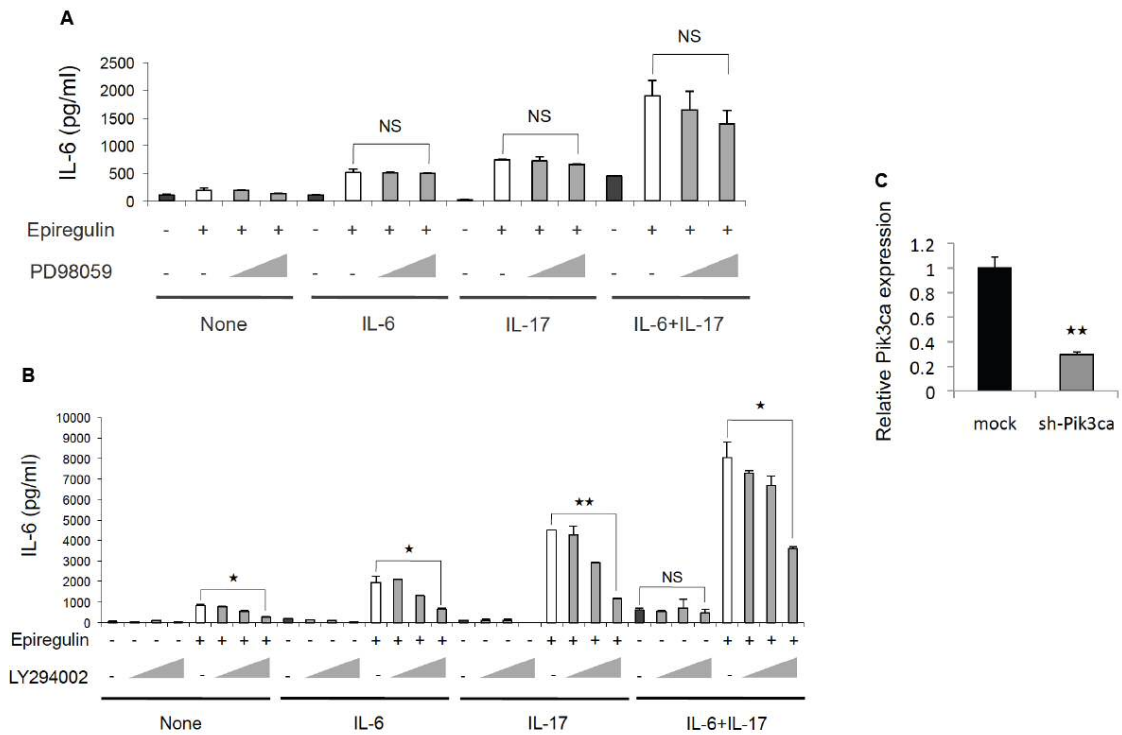 A
NS
NS
NS
IL-6 (pg/ml)
2500
2000
1500
1000
500
0
Epiregulin - + + + - + + + - + + + - + + +
PD98059 - - - - - - - -
None IL-6 IL-17 IL-6+IL-17
B
IL-6 (pg/ml)
10000
9000
8000
7000
6000
5000
4000
3000
2000
1000
0
★
★
★★
NS
★
Epiregulin - - - - + + + + - - - - + + + + - - - - + + + + - - - - + + + +
LY294002 - - - - - - - -
None IL-6 IL-17 IL-6+IL-17
C
Relative Pik3ca expression
1.2
1
0.8
0.6
0.4
0.2
0
★★
mock sh-Pik3ca